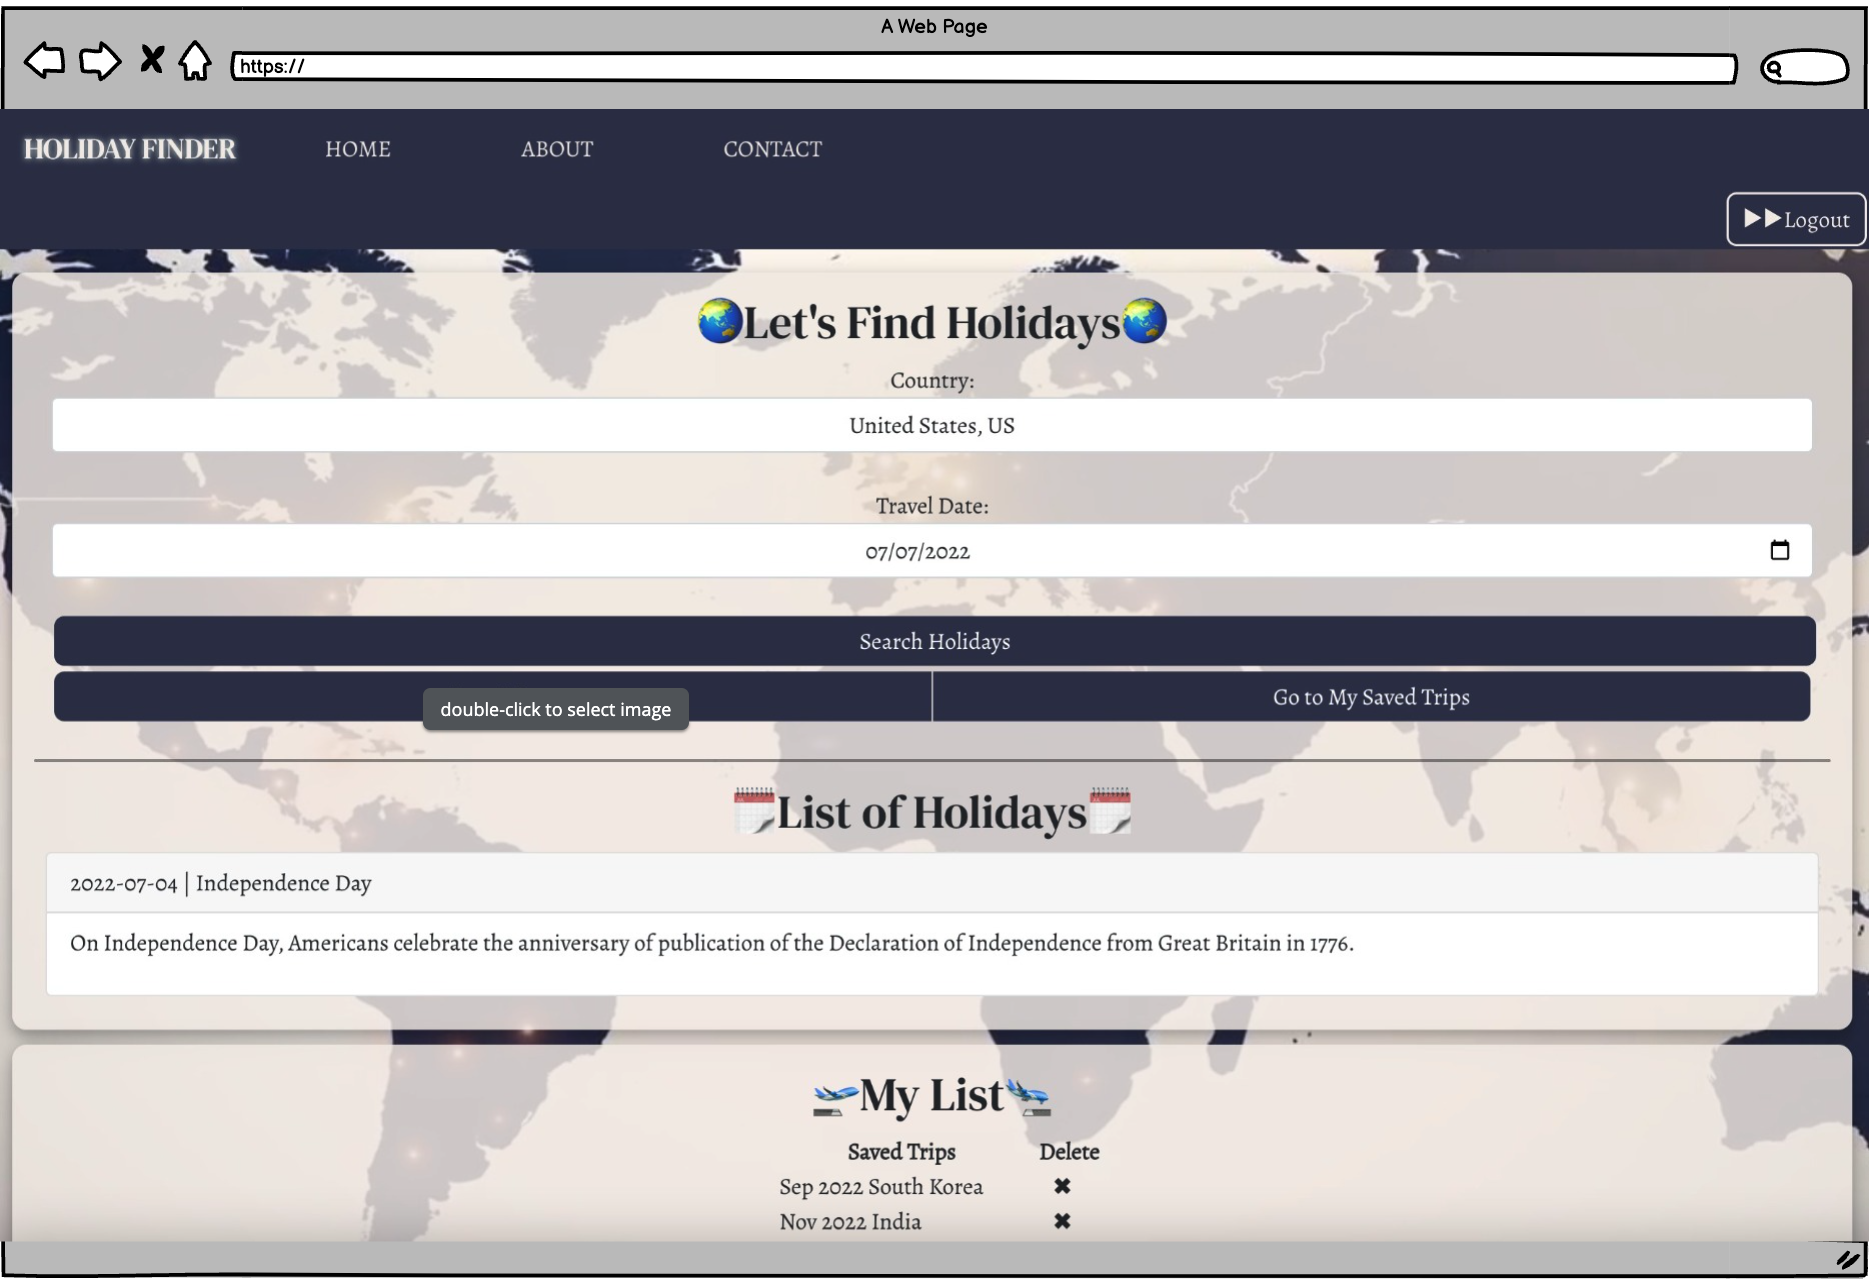 A Web Page
https://
HOLIDAY FINDER HOME ABOUT CONTACT
▶▶Logout
Let's Find Holidays
Country:
United States, US
Travel Date:
07/07/2022
Search Holidays
double-click to select image
Go to My Saved Trips
List of Holidays
2022-07-04 | Independence Day
On Independence Day, Americans celebrate the anniversary of publication of the Declaration of Independence from Great Britain in 1776.
My List
Saved Trips Delete
Sep 2022 South Korea ✖
Nov 2022 India ✖